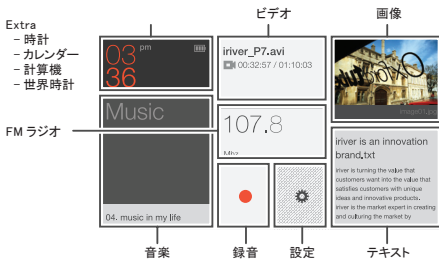 Extra
- 時計
- カレンダー
- 計算機
- 世界時計
FM ラジオ
ビデオ
画像
03 pm
36
iriver_P7.avi
00:32:57 / 01:10:03
image01.jpg
Music
107.8
Mhz
iriver is an innovation
brand.txt
iriver is turning the value that
customers want into the value that
satisfies customers with unique
ideas and innovative products.
iriver is the market expert in creating
and culturing the market by
04. music in my life
音楽
録音
設定
テキスト